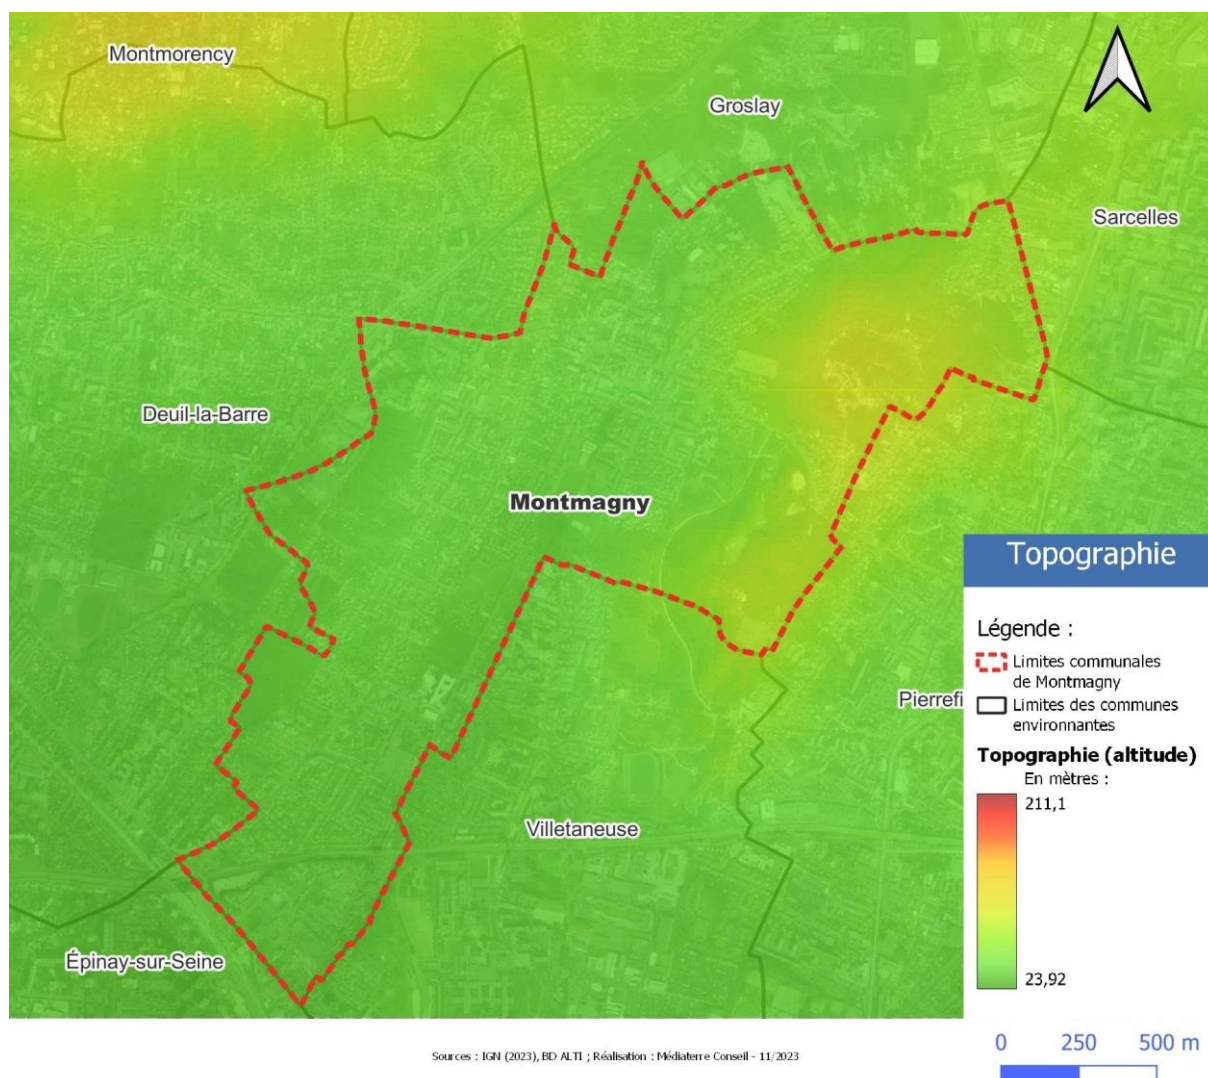 Montmorency
Groslay
Sarcelles
Deuil-la-Barre
Montmagny
Pierrefi
Villetaneuse
Épinay-sur-Seine
Topographie
Légende :
Limites communales
de Montmagny
Limites des communes
environnantes
Topographie (altitude)
En mètres :
211,1
23,92
0 250 500 m
Sources : IGN (2023), BD ALTI ; Réalisation : Médiaterre Conseil - 11/2023